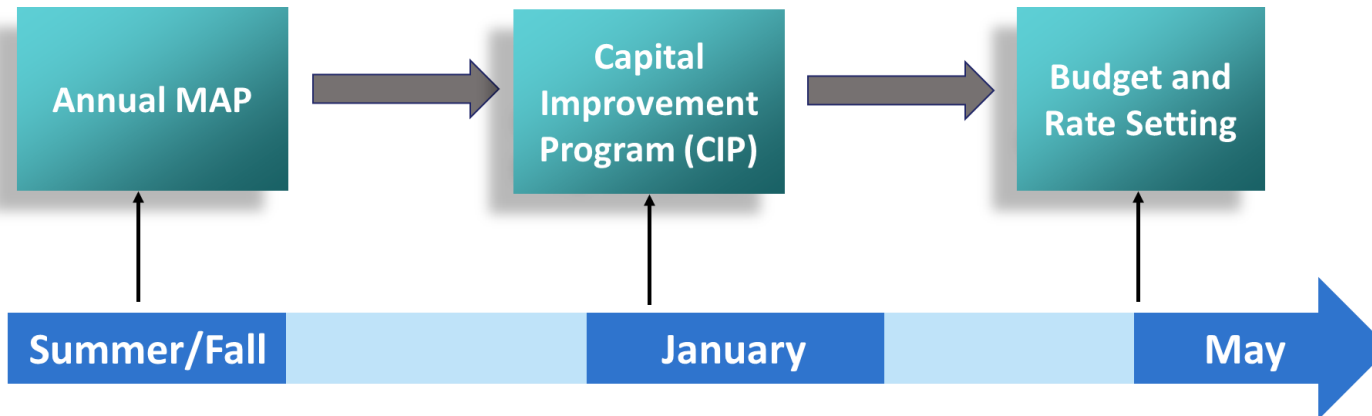 Annual MAP
Capital
Improvement
Program (CIP)
Budget and
Rate Setting
Summer/Fall
January
May